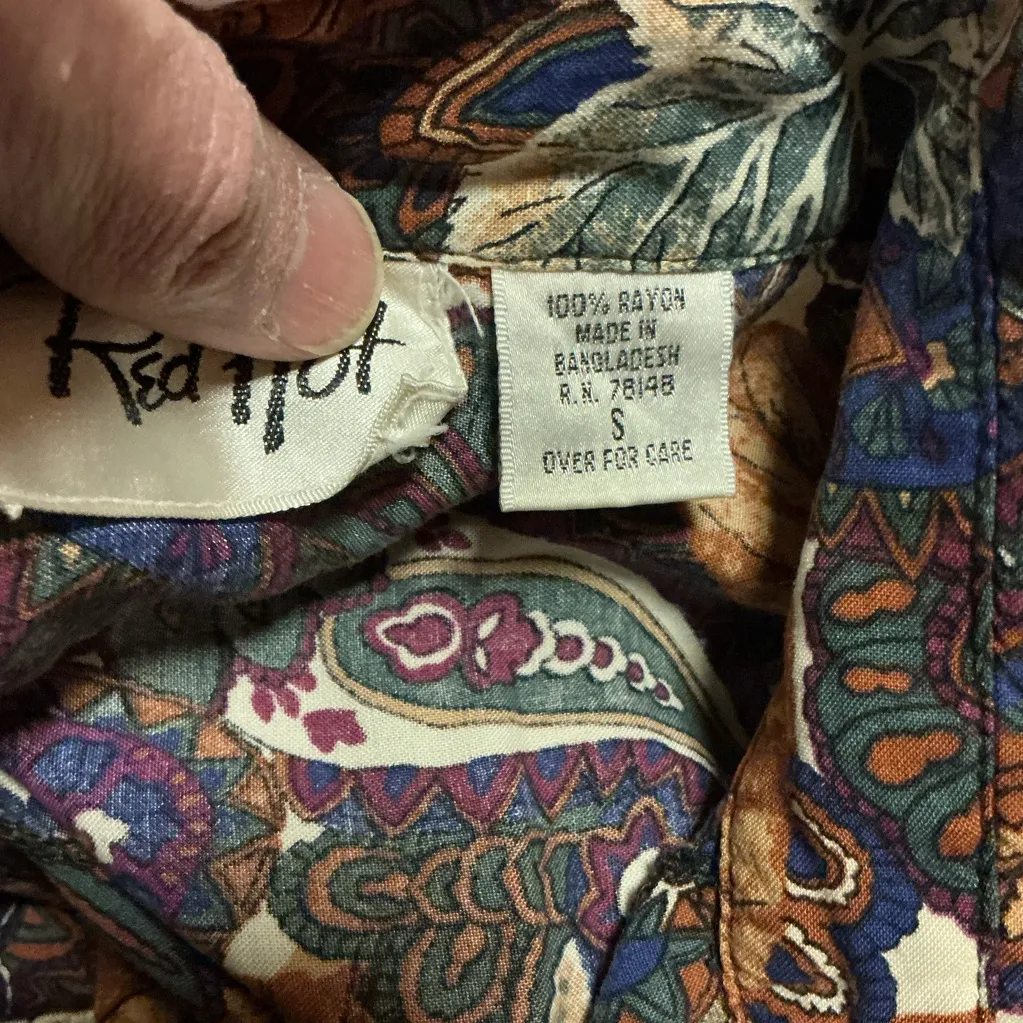 Red Hot
100% RAYON
MADE IN
BANGLADESH
R.N. 78148
S
OVER FOR CARE